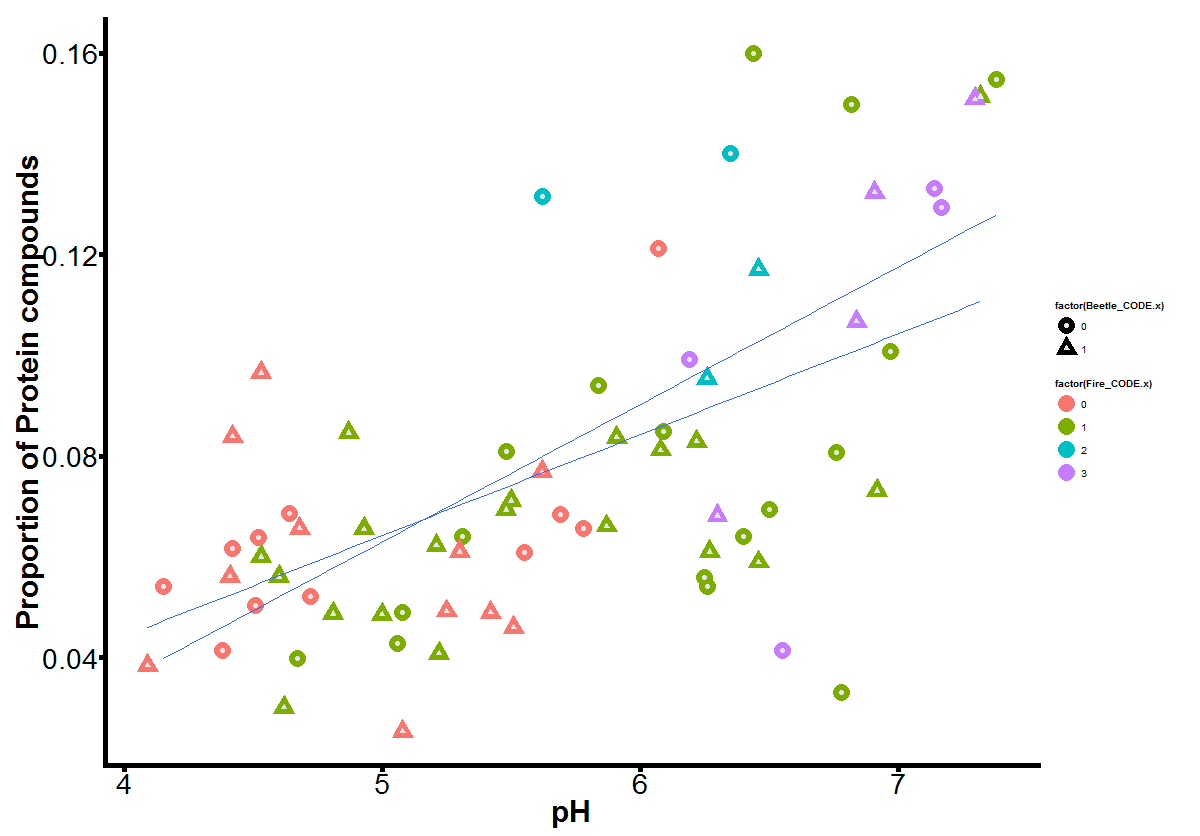 Proportion of Protein compounds
0.16
0.12
0.08
0.04
4 5 6 7
pH
factor(Beetle_CODE.x)
0
1
factor(Fire_CODE.x)
0
1
2
3